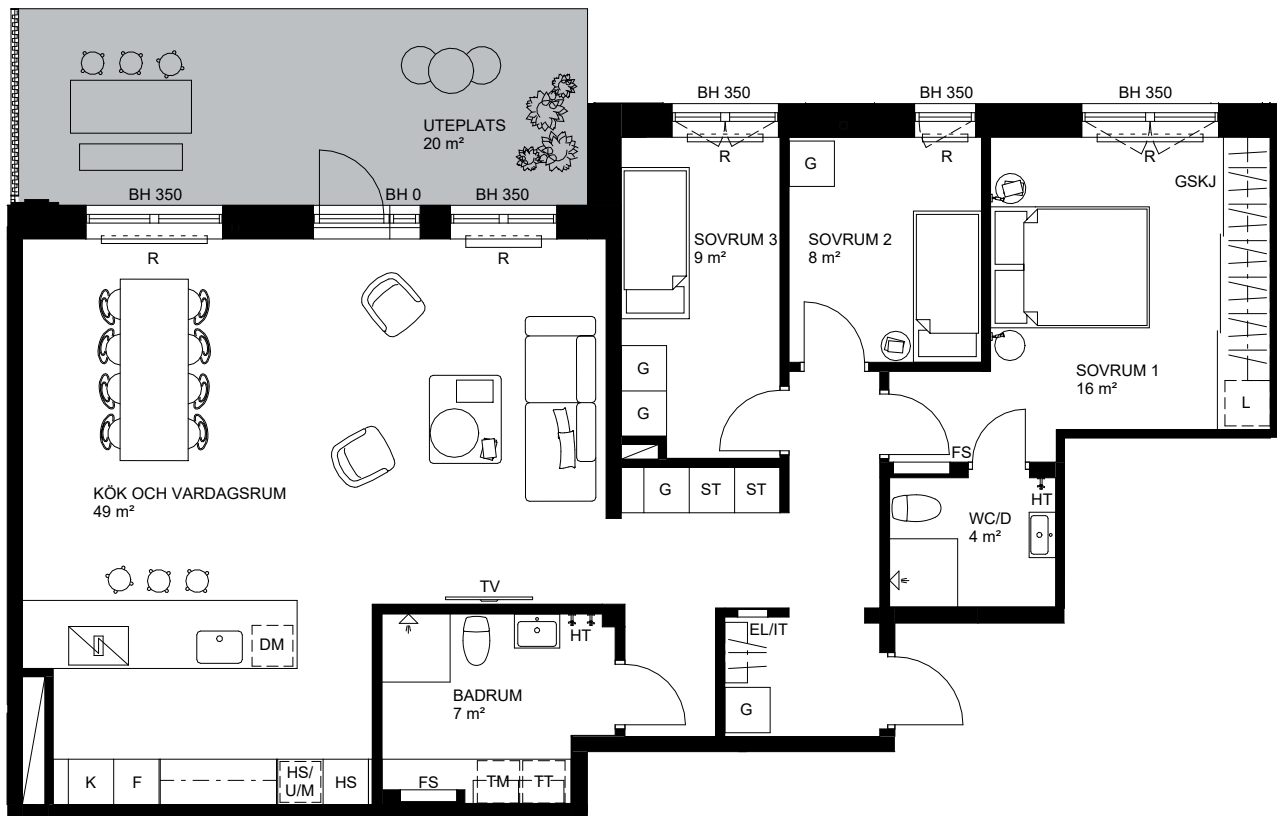 UTEPLATS
20 m²
BH 350
BH 350
BH 350
BH 350
BH 0
BH 350
R
R
R
GSKJ
G
R
R
SOVRUM 3
9 m²
SOVRUM 2
8 m²
SOVRUM 1
16 m²
G
G
L
FS
KÖK OCH VARDAGSRUM
49 m²
G
ST
ST
HT
WC/D
4 m²
TV
DM
HT
EL/IT
BADRUM
7 m²
G
K
F
HS/
U/M
HS
FS
TM
TT